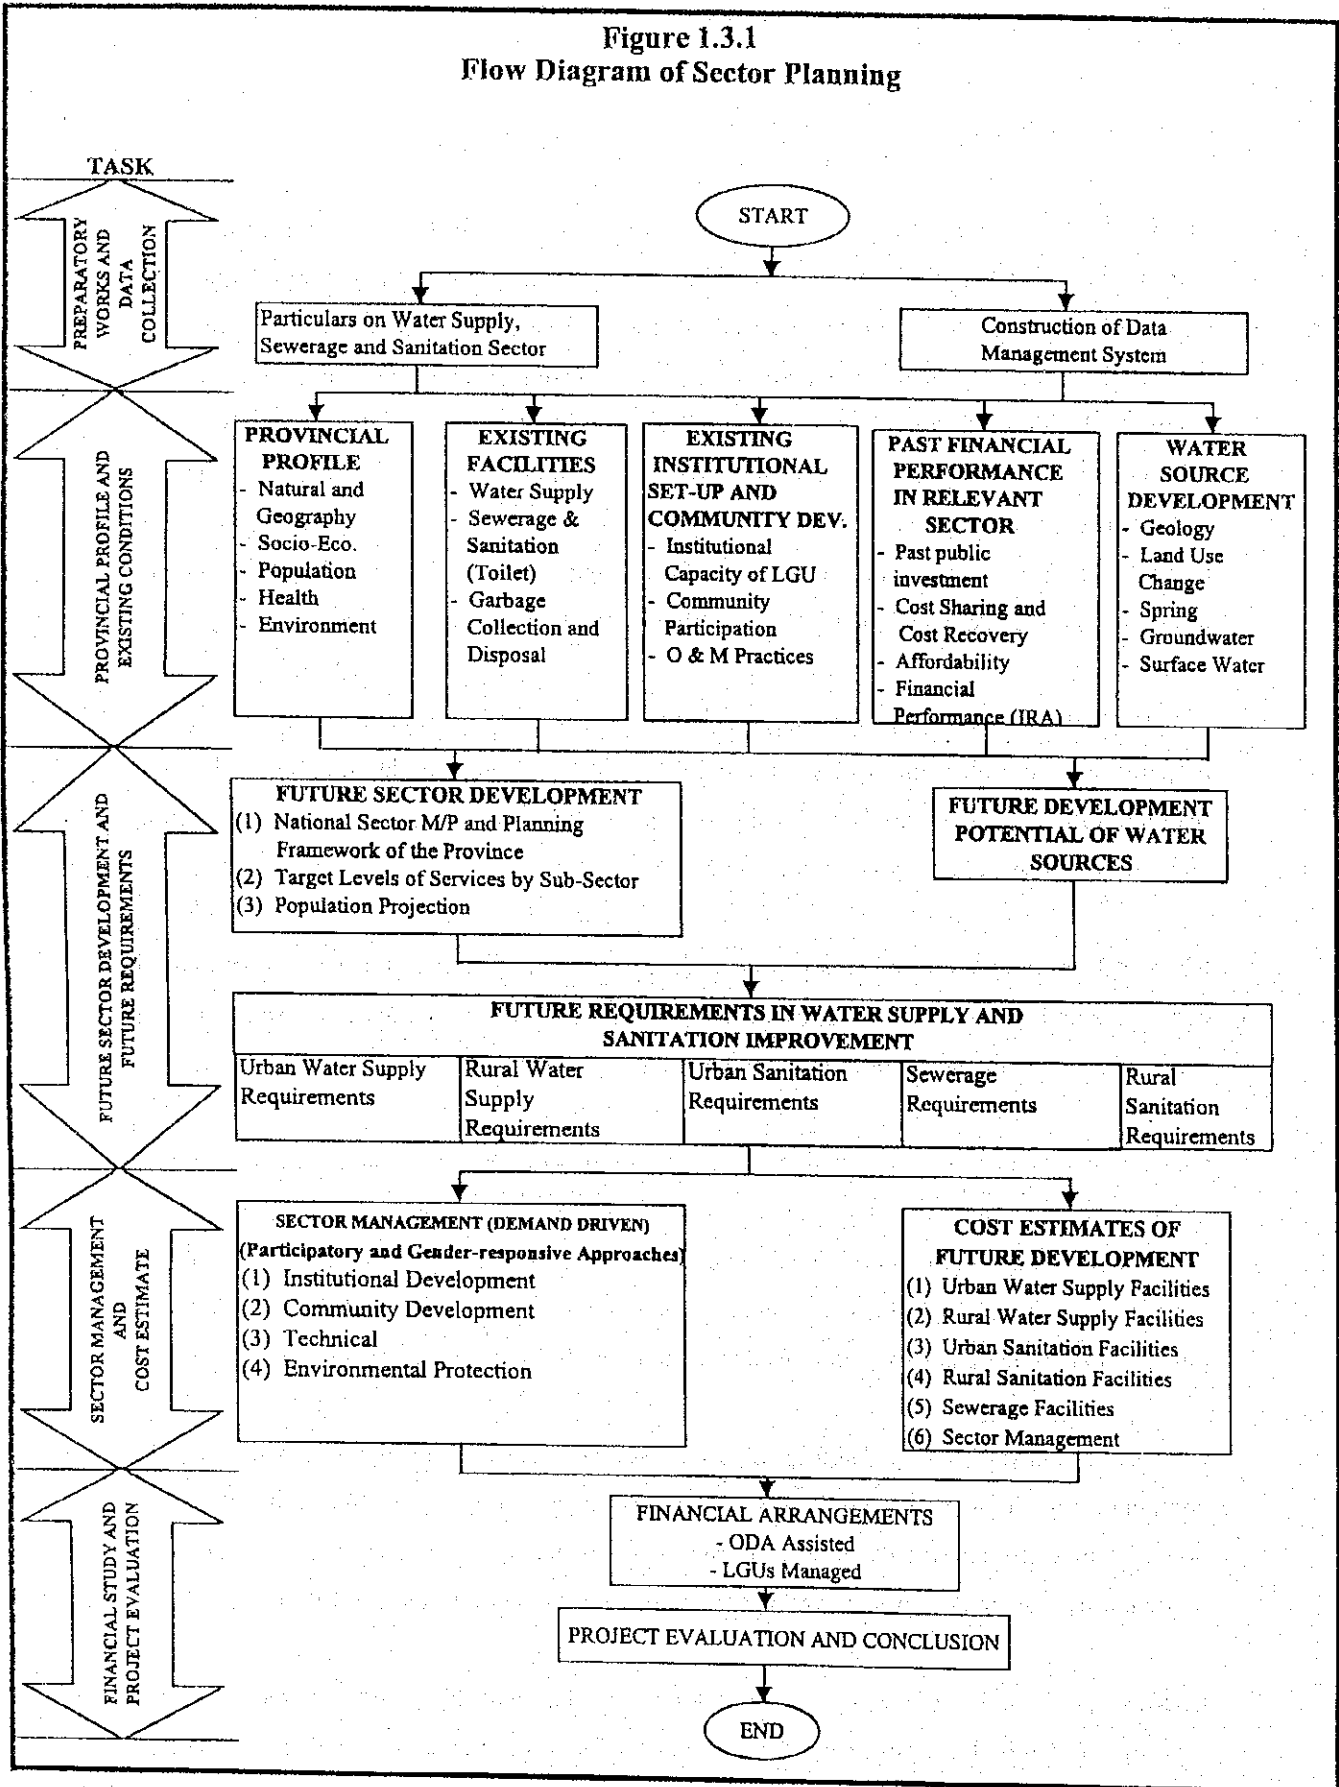 Figure 1.3.1
Flow Diagram of Sector Planning
TASK
PREPARATORY
WORKS AND
DATA
COLLECTION
START
Particulars on Water Supply,
Sewerage and Sanitation Sector
Construction of Data
Management System
PROVINCIAL PROFILE AND
EXISTING CONDITIONS
PROVINCIAL
PROFILE
- Natural and
Geography
- Socio-Eco.
- Population
- Health
- Environment
EXISTING
FACILITIES
- Water Supply
- Sewerage &
Sanitation
(Toilet)
- Garbage
Collection and
Disposal
EXISTING
INSTITUTIONAL
SET-UP AND
COMMUNITY DEV.
- Institutional
Capacity of LGU
- Community
Participation
- O & M Practices
PAST FINANCIAL
PERFORMANCE
IN RELEVANT
SECTOR
- Past public
investment
- Cost Sharing and
Cost Recovery
- Affordability
- Financial
Performance (IRA)
WATER
SOURCE
DEVELOPMENT
- Geology
- Land Use
Change
- Spring
- Groundwater
- Surface Water
FUTURE SECTOR DEVELOPMENT AND
FUTURE REQUIREMENTS
FUTURE SECTOR DEVELOPMENT
(1) National Sector M/P and Planning
Framework of the Province
(2) Target Levels of Services by Sub-Sector
(3) Population Projection
FUTURE DEVELOPMENT
POTENTIAL OF WATER
SOURCES
FUTURE REQUIREMENTS IN WATER SUPPLY AND
SANITATION IMPROVEMENT
Urban Water Supply
Requirements
Rural Water
Supply
Requirements
Urban Sanitation
Requirements
Sewerage
Requirements
Rural
Sanitation
Requirements
SECTOR MANAGEMENT
AND
COST ESTIMATE
SECTOR MANAGEMENT (DEMAND DRIVEN)
(Participatory and Gender-responsive Approaches)
(1) Institutional Development
(2) Community Development
(3) Technical
(4) Environmental Protection
COST ESTIMATES OF
FUTURE DEVELOPMENT
(1) Urban Water Supply Facilities
(2) Rural Water Supply Facilities
(3) Urban Sanitation Facilities
(4) Rural Sanitation Facilities
(5) Sewerage Facilities
(6) Sector Management
FINANCIAL STUDY AND
PROJECT EVALUATION
FINANCIAL ARRANGEMENTS
- ODA Assisted
- LGUs Managed
PROJECT EVALUATION AND CONCLUSION
END